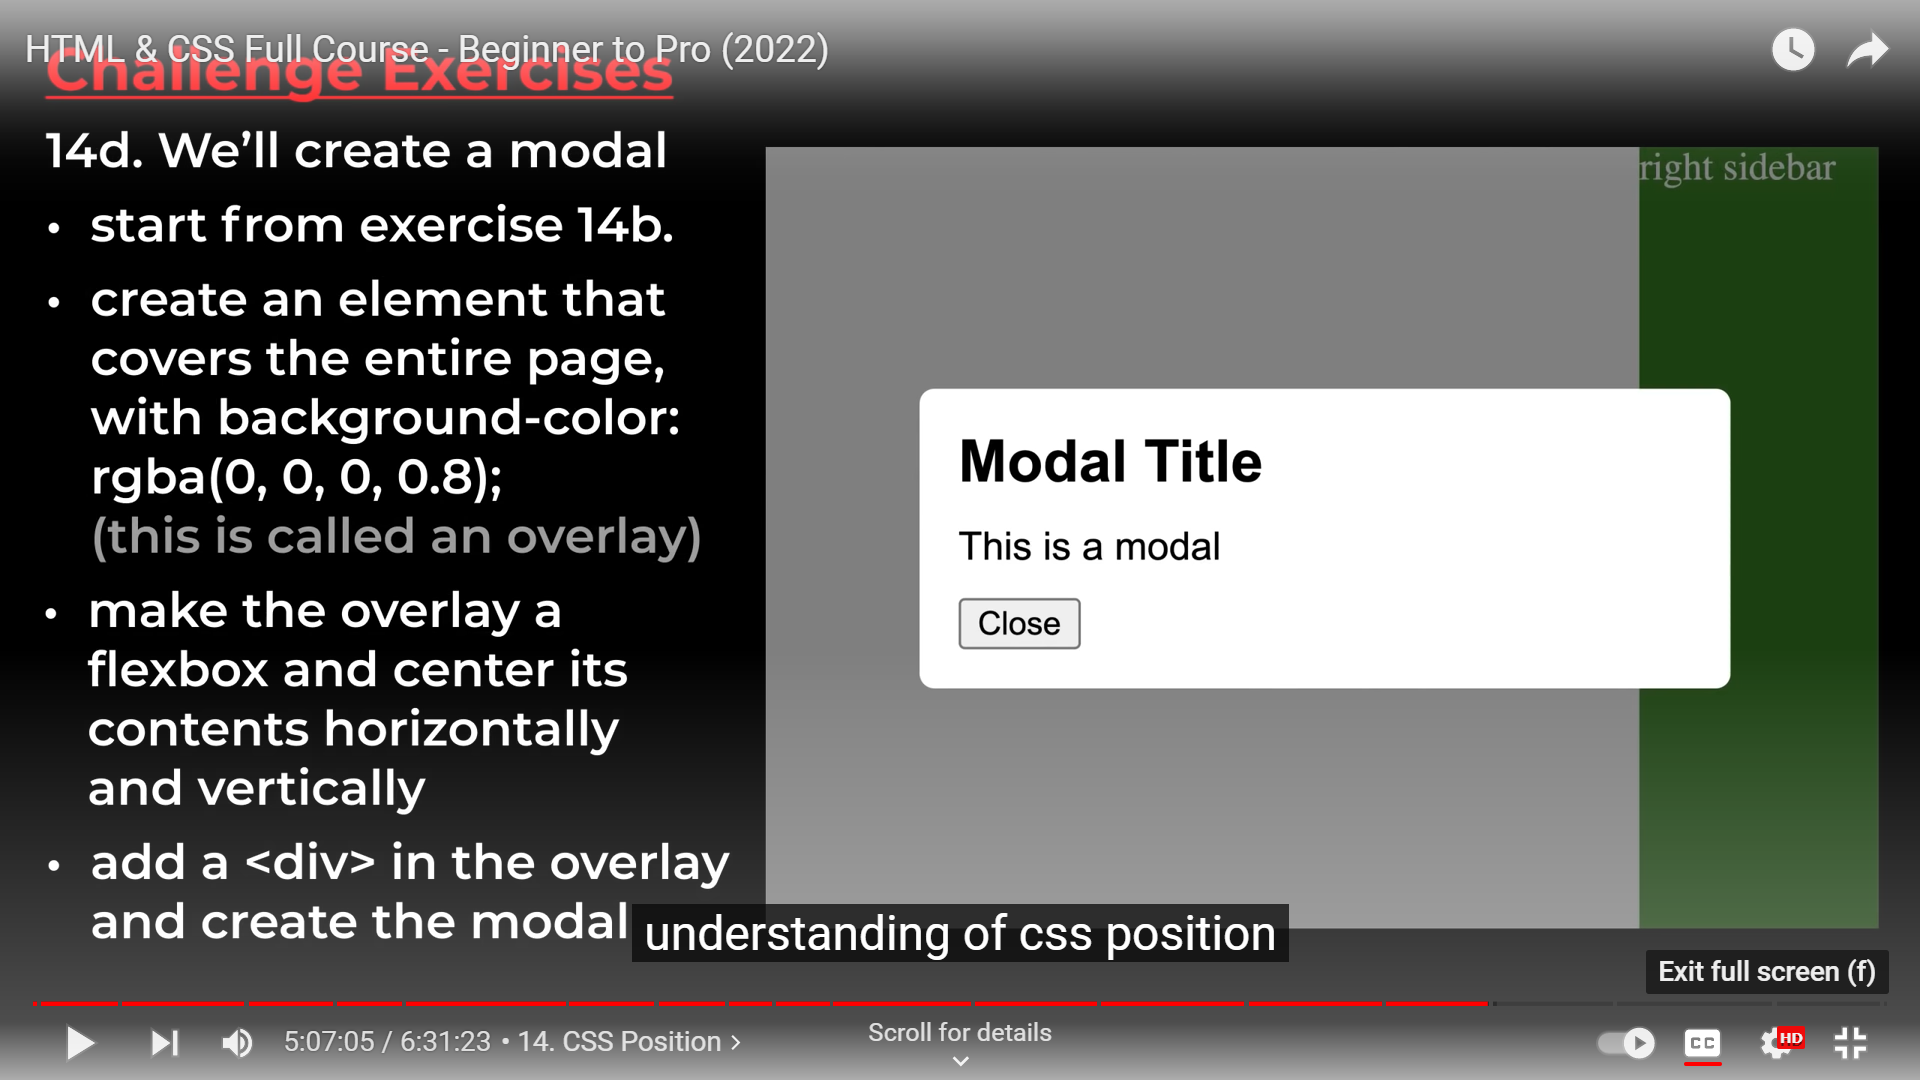 HTML & CSS Full Course - Beginner to Pro (2022)
Challenge Exercises
14d. We’ll create a modal
• start from exercise 14b.
• create an element that
covers the entire page,
with background-color:
rgba(0, 0, 0, 0.8);
(this is called an overlay)
• make the overlay a
flexbox and center its
contents horizontally
and vertically
• add a <div> in the overlay
and create the modal
right sidebar
Modal Title
This is a modal
Close
understanding of css position
Exit full screen (f)
5:07:05 / 6:31:23 • 14. CSS Position >
Scroll for details
CC
HD